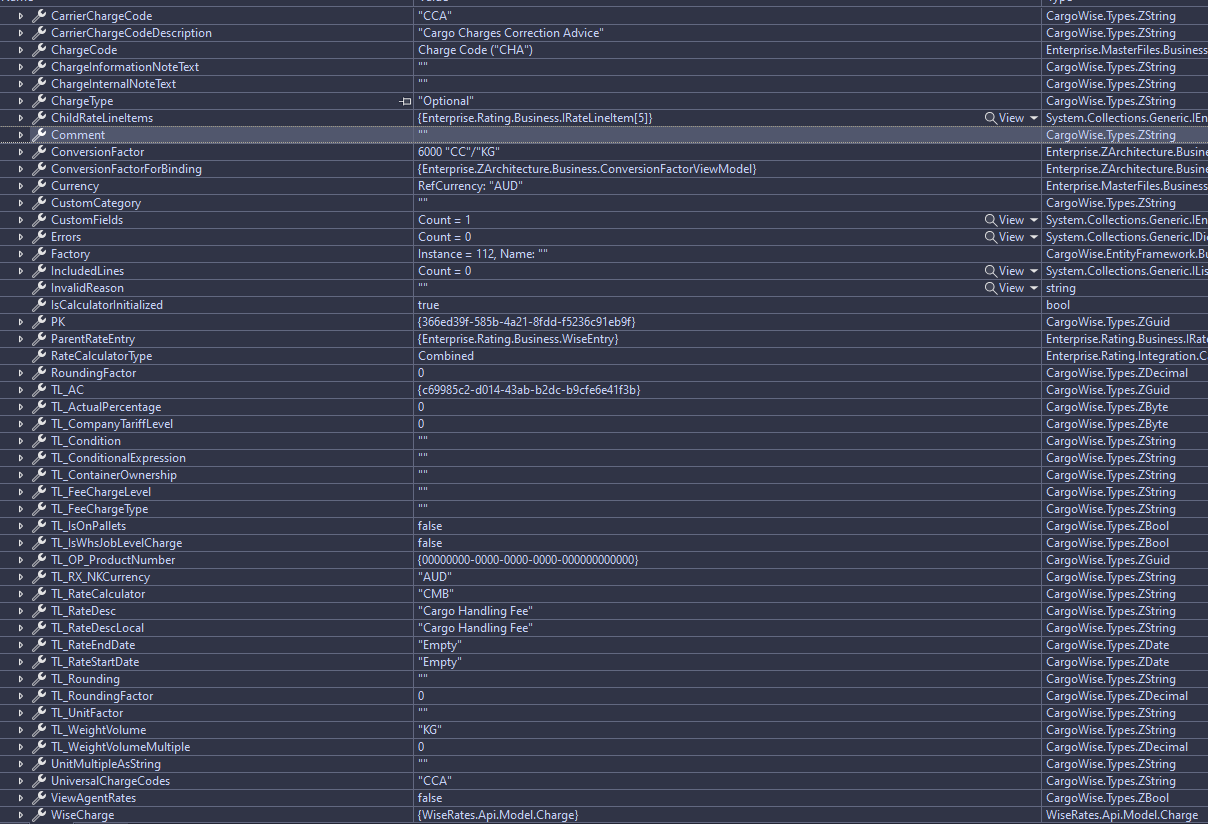 CarrierChargeCode "CCA" CargoWise.Types.ZString
CarrierChargeCodeDescription "Cargo Charges Correction Advice" CargoWise.Types.ZString
ChargeCode Charge Code ("CHA") Enterprise.MasterFiles.Business
ChargeInformationNoteText "" CargoWise.Types.ZString
ChargeInternalNoteText "" CargoWise.Types.ZString
ChargeType "Optional" CargoWise.Types.ZString
ChildRateLineItems {Enterprise.Rating.Business.IRateLineItem[5]} View System.Collections.Generic.IEn
Comment "" CargoWise.Types.ZString
ConversionFactor 6000 "CC"/"KG" Enterprise.ZArchitecture.Busine
ConversionFactorForBinding {Enterprise.ZArchitecture.Business.ConversionFactorViewModel} Enterprise.ZArchitecture.Busine
Currency RefCurrency: "AUD" Enterprise.MasterFiles.Business
CustomCategory "" CargoWise.Types.ZString
CustomFields Count = 1 View System.Collections.Generic.IEn
Errors Count = 0 View System.Collections.Generic.IDi
Factory Instance = 112, Name: "" CargoWise.EntityFramework.Bu
IncludedLines Count = 0 View System.Collections.Generic.ILis
InvalidReason "" View string
IsCalculatorInitialized true bool
PK {366ed39f-585b-4a21-8fdd-f5236c91eb9f} CargoWise.Types.ZGuid
ParentRateEntry {Enterprise.Rating.Business.WiseEntry} Enterprise.Rating.Business.IRate
RateCalculatorType Combined Enterprise.Rating.Integration.C
RoundingFactor 0 CargoWise.Types.ZDecimal
TL_AC {c69985c2-d014-43ab-b2dc-b9cfe6e41f3b} CargoWise.Types.ZGuid
TL_ActualPercentage 0 CargoWise.Types.ZByte
TL_CompanyTariffLevel 0 CargoWise.Types.ZByte
TL_Condition "" CargoWise.Types.ZString
TL_ConditionalExpression "" CargoWise.Types.ZString
TL_ContainerOwnership "" CargoWise.Types.ZString
TL_FeeChargeLevel "" CargoWise.Types.ZString
TL_FeeChargeType "" CargoWise.Types.ZString
TL_IsOnPallets false CargoWise.Types.ZBool
TL_IsWhsJobLevelCharge false CargoWise.Types.ZBool
TL_OP_ProductNumber {00000000-0000-0000-0000-000000000000} CargoWise.Types.ZGuid
TL_RX_NKCurrency "AUD" CargoWise.Types.ZString
TL_RateCalculator "CMB" CargoWise.Types.ZString
TL_RateDesc "Cargo Handling Fee" CargoWise.Types.ZString
TL_RateDescLocal "Cargo Handling Fee" CargoWise.Types.ZString
TL_RateEndDate "Empty" CargoWise.Types.ZDate
TL_RateStartDate "Empty" CargoWise.Types.ZDate
TL_Rounding "" CargoWise.Types.ZString
TL_RoundingFactor 0 CargoWise.Types.ZDecimal
TL_UnitFactor "" CargoWise.Types.ZString
TL_WeightVolume "KG" CargoWise.Types.ZString
TL_WeightVolumeMultiple 0 CargoWise.Types.ZDecimal
UnitMultipleAsString "" CargoWise.Types.ZString
UniversalChargeCodes "CCA" CargoWise.Types.ZString
ViewAgentRates false CargoWise.Types.ZBool
WiseCharge {WiseRates.Api.Model.Charge} WiseRates.Api.Model.Charge